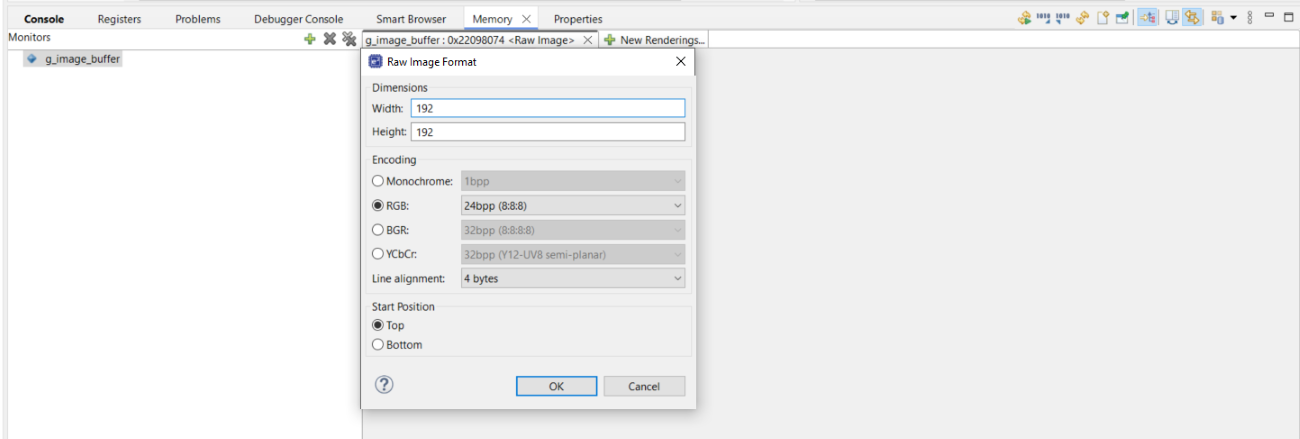 Console Registers Problems Debugger Console Smart Browser Memory Properties
Monitors
g_image_buffer : 0x22098074 <Raw Image> New Renderings...
g_image_buffer
Raw Image Format
Dimensions
Width: 192
Height: 192
Encoding
Monochrome: 1bpp
RGB: 24bpp (8:8:8)
BGR: 32bpp (8:8:8:8)
YCbCr: 32bpp (Y12-UV8 semi-planar)
Line alignment: 4 bytes
Start Position
Top
Bottom
OK Cancel